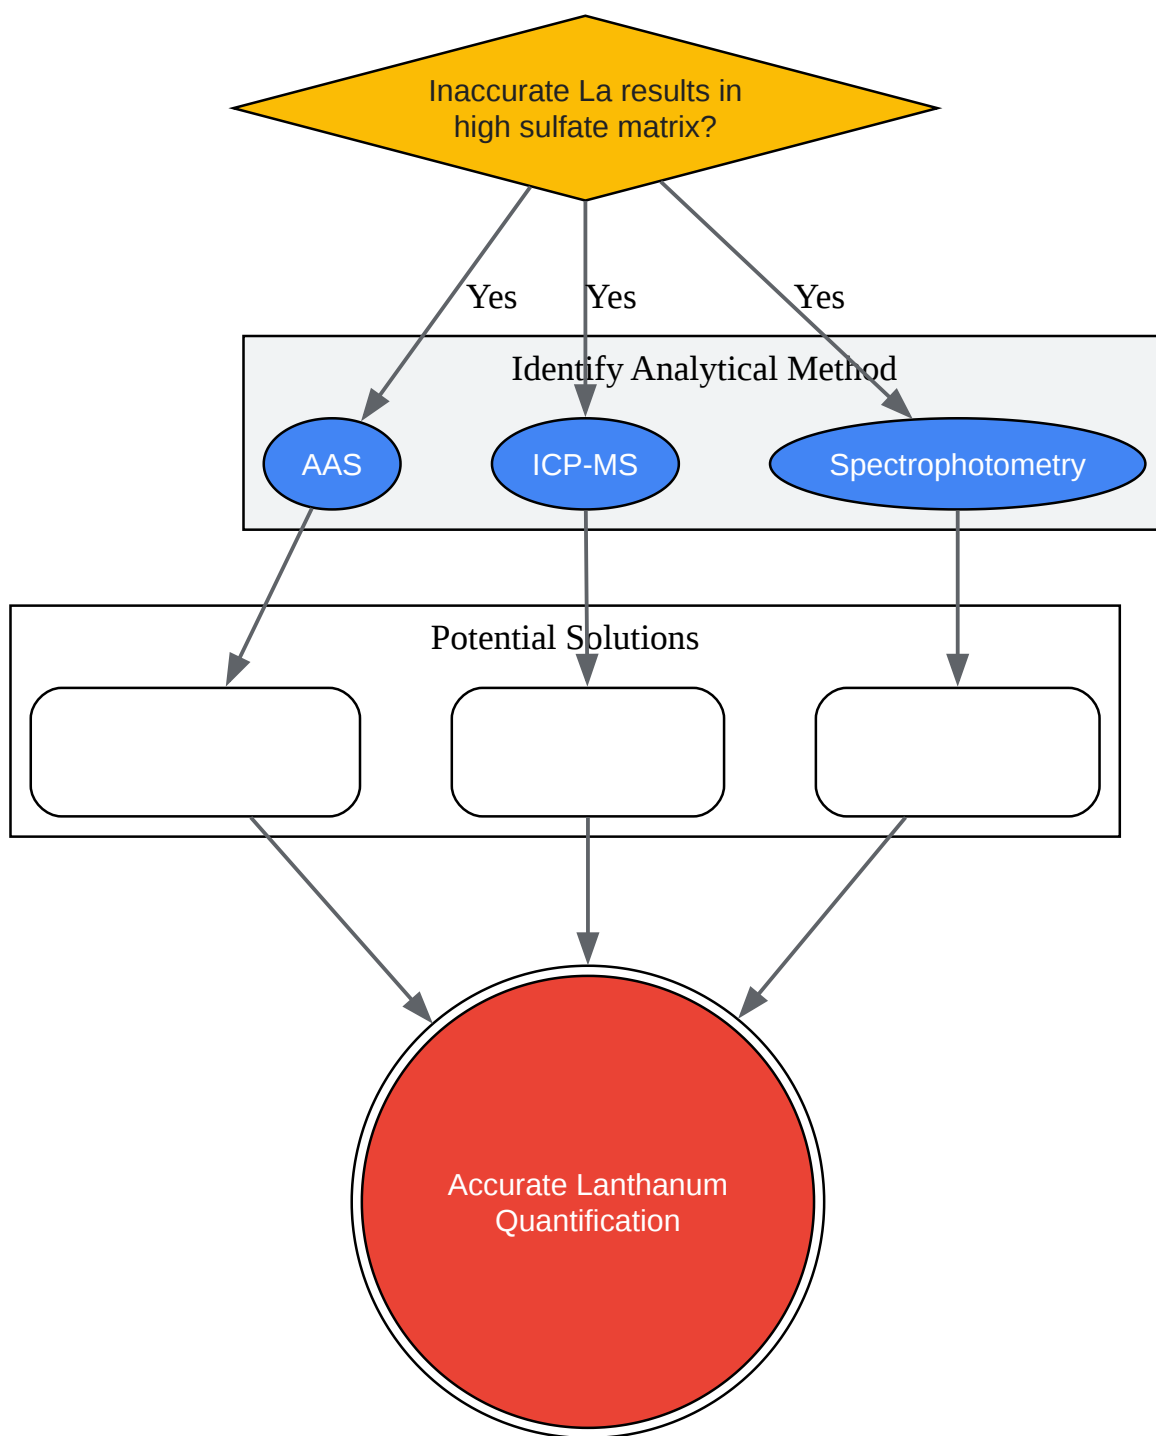 Inaccurate La results in
high sulfate matrix?
Yes
Yes
Yes
Identify Analytical Method
AAS
ICP-MS
Spectrophotometry
Potential Solutions
Accurate Lanthanum
Quantification